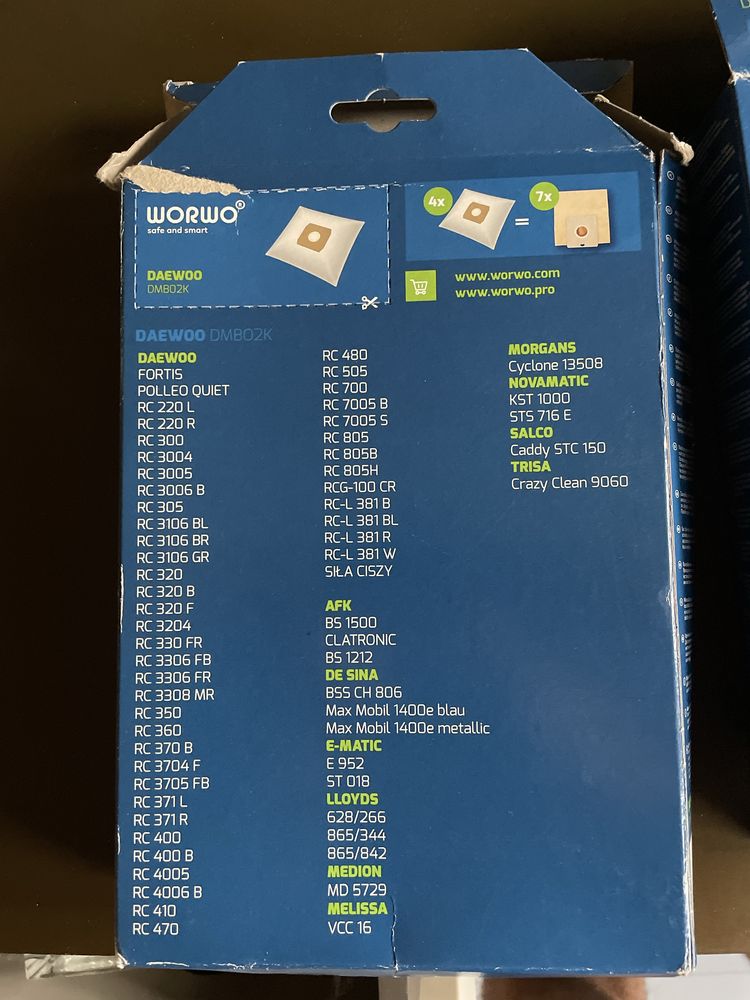 WORWO®
safe and smart
DAEWOO
DMB02K
4x
=
7x
www.worwo.com
www.worwo.pro
DAEWOO DMB02K
DAEWOO
FORTIS
POLLEO QUIET
RC 220 L
RC 220 R
RC 300
RC 3004
RC 3005
RC 3006 B
RC 305
RC 3106 BL
RC 3106 BR
RC 3106 GR
RC 320
RC 320 B
RC 320 F
RC 3204
RC 330 FR
RC 3306 FB
RC 3306 FR
RC 3308 MR
RC 350
RC 360
RC 370 B
RC 3704 F
RC 3705 FB
RC 371 L
RC 371 R
RC 400
RC 400 B
RC 4005
RC 4006 B
RC 410
RC 470
RC 480
RC 505
RC 700
RC 7005 B
RC 7005 S
RC 805
RC 805B
RC 805H
RCG-100 CR
RC-L 381 B
RC-L 381 BL
RC-L 381 R
RC-L 381 W
SIŁA CISZY
AFK
BS 1500
CLATRONIC
BS 1212
DE SINA
BSS CH 806
Max Mobil 1400e blau
Max Mobil 1400e metallic
E-MATIC
E 952
ST 018
LLOYDS
628/266
865/344
865/842
MEDION
MD 5729
MELISSA
VCC 16
MORGANS
Cyclone 13508
NOVAMATIC
KST 1000
STS 716 E
SALCO
Caddy STC 150
TRISA
Crazy Clean 9060